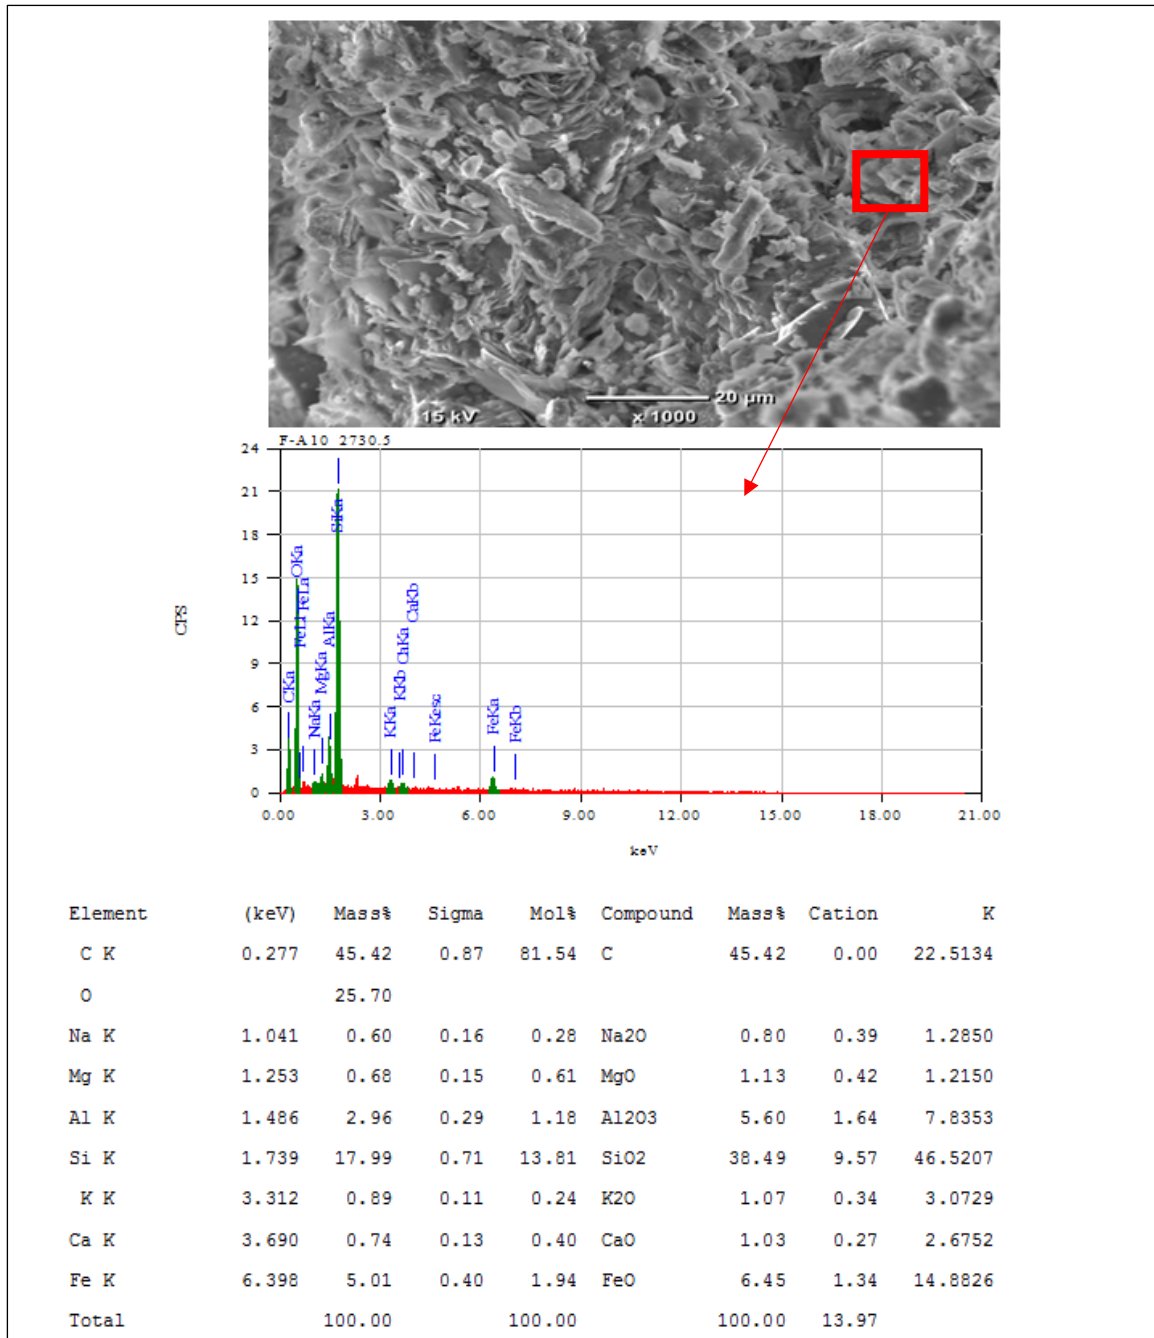 20 µm
15 kV x 1000
F-A10 2730.5
24
21
18
15
12
9
6
3
0
CPS
CKa
OKa
FeLl FeLa
NaKa
MgKa
AlKa
SiKa
KKa
KKb
CaKa
CaKb
FeKesc
FeKa
FeKb
0.00 3.00 6.00 9.00 12.00 15.00 18.00 21.00
keV
Element (keV) Mass% Sigma Mol% Compound Mass% Cation K
C K 0.277 45.42 0.87 81.54 C 45.42 0.00 22.5134
O 25.70
Na K 1.041 0.60 0.16 0.28 Na2O 0.80 0.39 1.2850
Mg K 1.253 0.68 0.15 0.61 MgO 1.13 0.42 1.2150
Al K 1.486 2.96 0.29 1.18 Al2O3 5.60 1.64 7.8353
Si K 1.739 17.99 0.71 13.81 SiO2 38.49 9.57 46.5207
K K 3.312 0.89 0.11 0.24 K2O 1.07 0.34 3.0729
Ca K 3.690 0.74 0.13 0.40 CaO 1.03 0.27 2.6752
Fe K 6.398 5.01 0.40 1.94 FeO 6.45 1.34 14.8826
Total 100.00 100.00 100.00 13.97